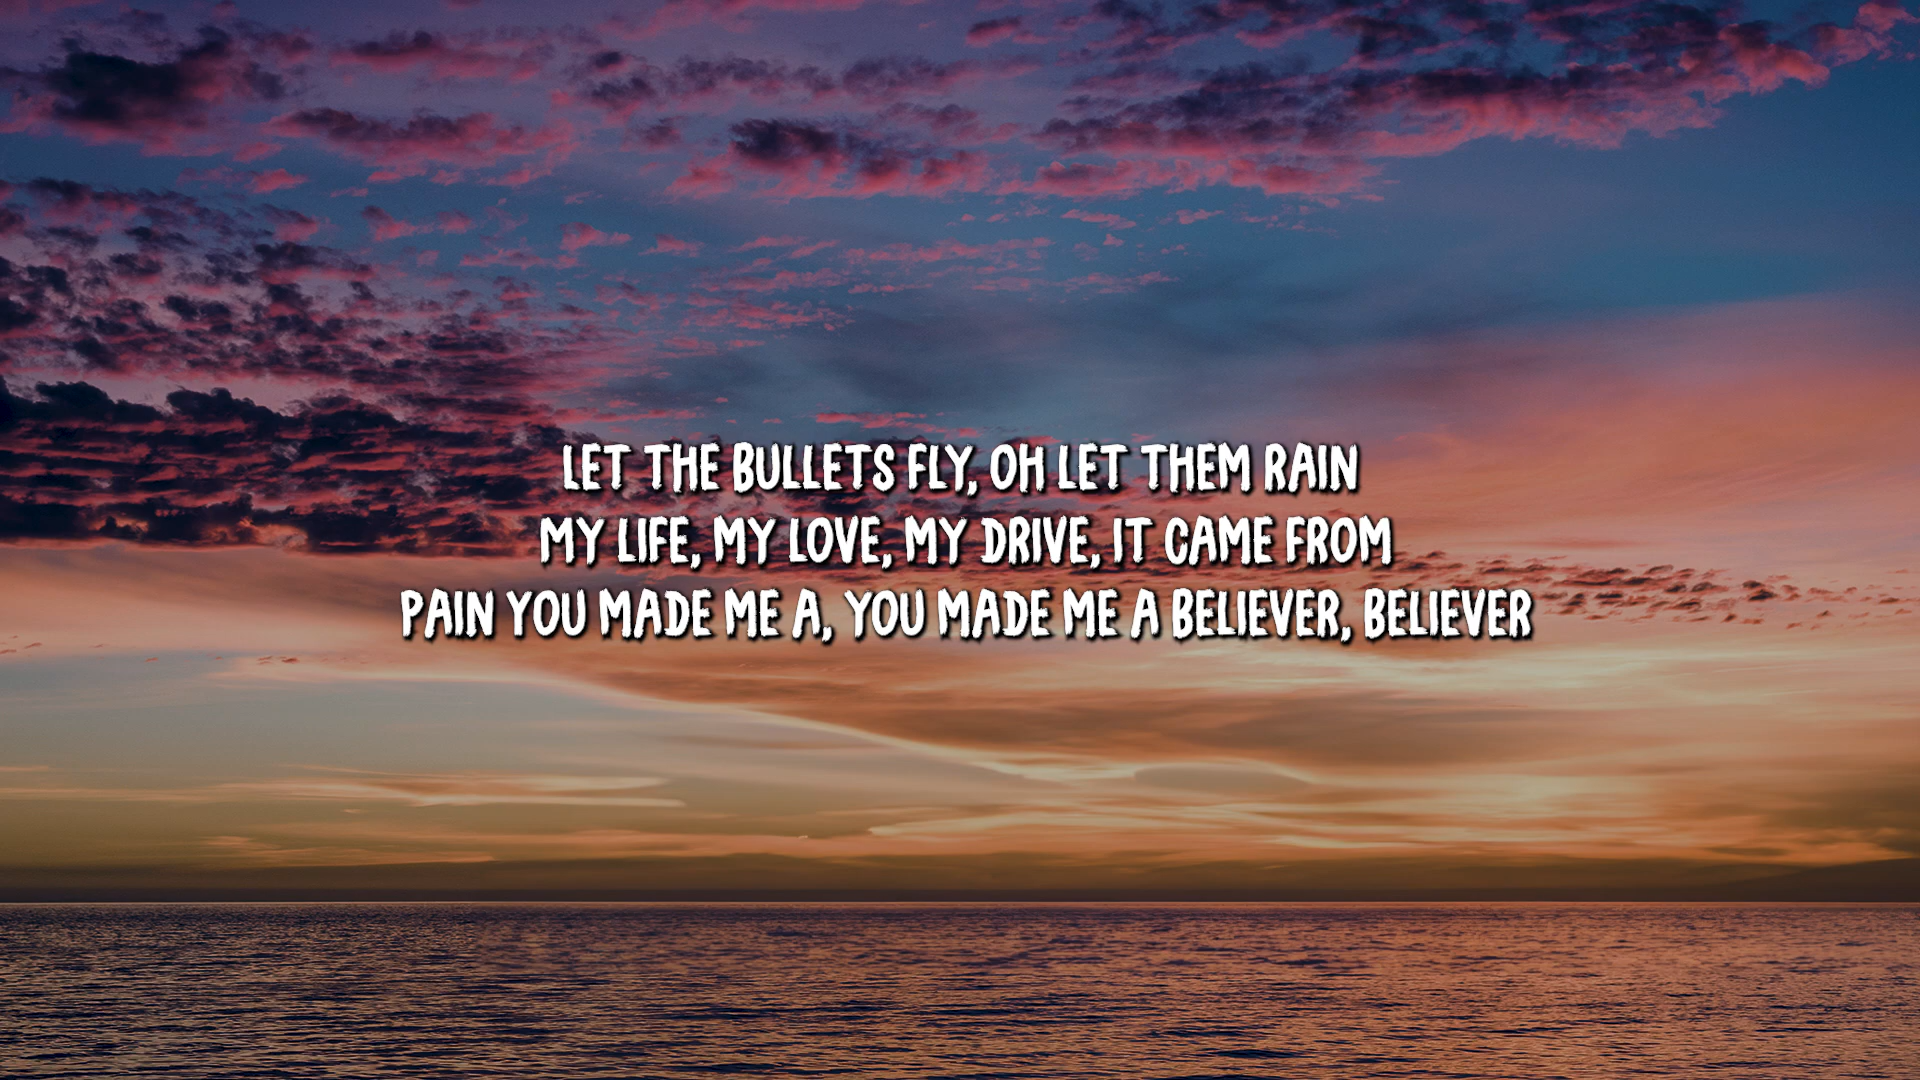 LET THE BULLETS FLY, OH LET THEM RAIN
MY LIFE, MY LOVE, MY DRIVE, IT CAME FROM
PAIN YOU MADE ME A, YOU MADE ME A BELIEVER, BELIEVER